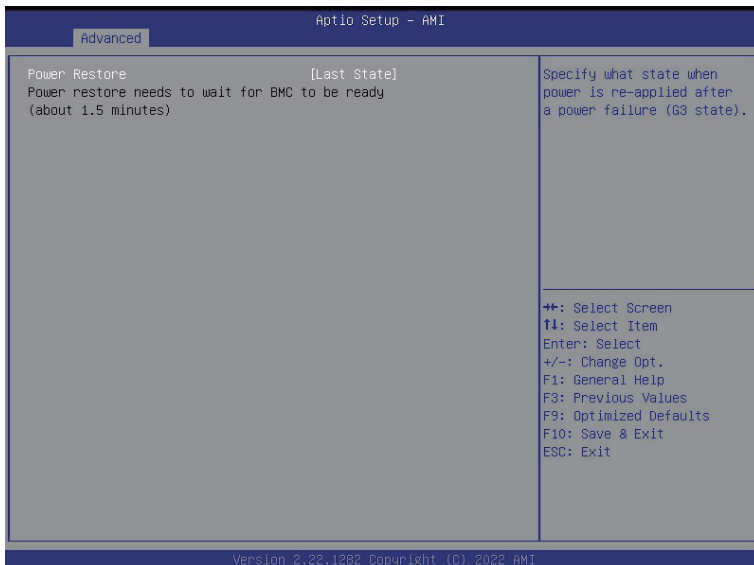 Aptio Setup – AMI
Advanced
Power Restore [Last State]
Power restore needs to wait for BMC to be ready
(about 1.5 minutes)
Specify what state when
power is re-applied after
a power failure (G3 state).
→←: Select Screen
↑↓: Select Item
Enter: Select
+/-: Change Opt.
F1: General Help
F3: Previous Values
F9: Optimized Defaults
F10: Save & Exit
ESC: Exit
Version 2.22.1282 Copyright (C) 2022 AMI